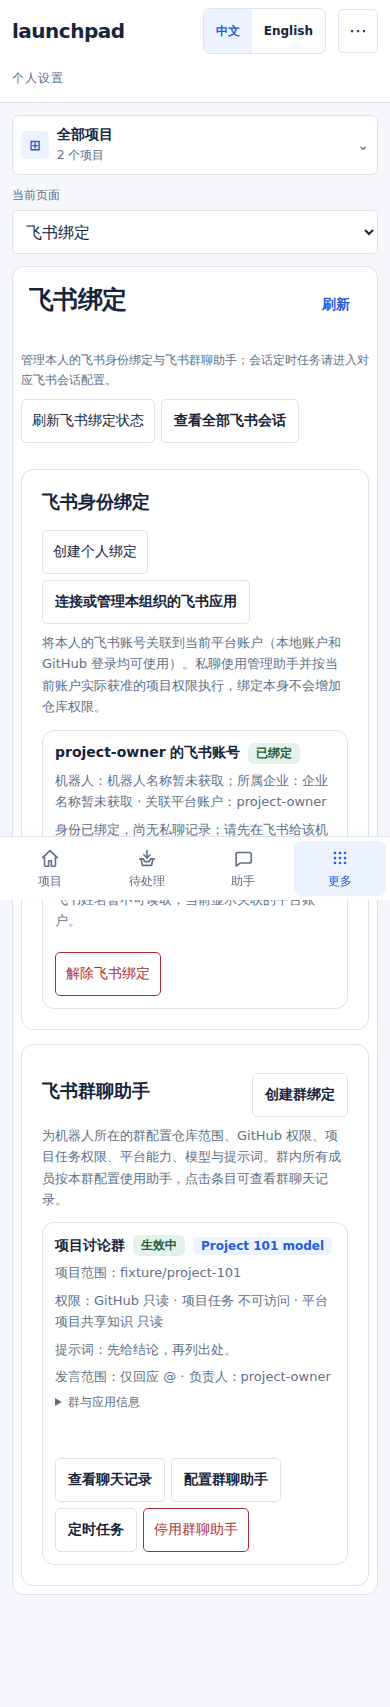 launchpad
中文
English
⋯
个人设置
全部项目
2 个项目
当前页面
飞书绑定
飞书绑定
刷新
管理本人的飞书身份绑定与飞书群聊助手；会话定时任务请进入对
应飞书会话配置。
刷新飞书绑定状态
查看全部飞书会话
飞书身份绑定
创建个人绑定
连接或管理本组织的飞书应用
将本人的飞书账号关联到当前平台账户（本地账户和
GitHub 登录均可使用）。私聊使用管理助手并按当
前账户实际获准的项目权限执行，绑定本身不会增加
仓库权限。
project-owner 的飞书账号
已绑定
机器人：机器人名称暂未获取；所属企业：企业
名称暂未获取 · 关联平台账户：project-owner
身份已绑定，尚无私聊记录；请先在飞书给该机
项目
待处理
助手
更多
飞书姓名暂不可读取，当前显示关联的平台账
户。
解除飞书绑定
飞书群聊助手
创建群绑定
为机器人所在的群配置仓库范围、GitHub 权限、项
目任务权限、平台能力、模型与提示词。群内所有成
员按本群配置使用助手，点击条目可查看群聊天记
录。
项目讨论群
生效中
Project 101 model
项目范围：fixture/project-101
权限：GitHub 只读 · 项目任务 不可访问 · 平台
项目共享知识 只读
提示词：先给结论，再列出处。
发言范围：仅回应 @ · 负责人：project-owner
群与应用信息
查看聊天记录
配置群聊助手
定时任务
停用群聊助手